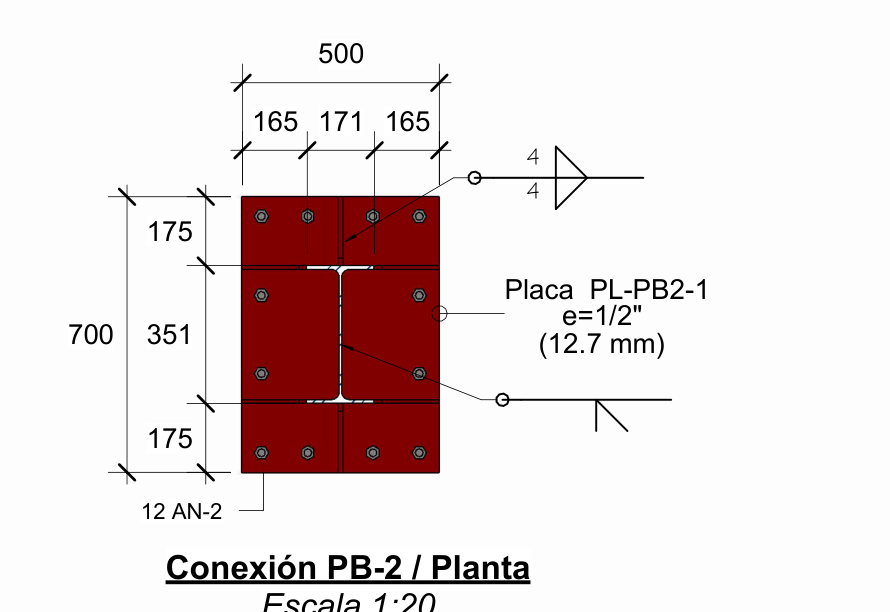 500
165 171 165
4
4
175
Placa PL-PB2-1
e=1/2"
(12.7 mm)
700
351
175
12 AN-2
Conexión PB-2 / Planta
Escala 1:20